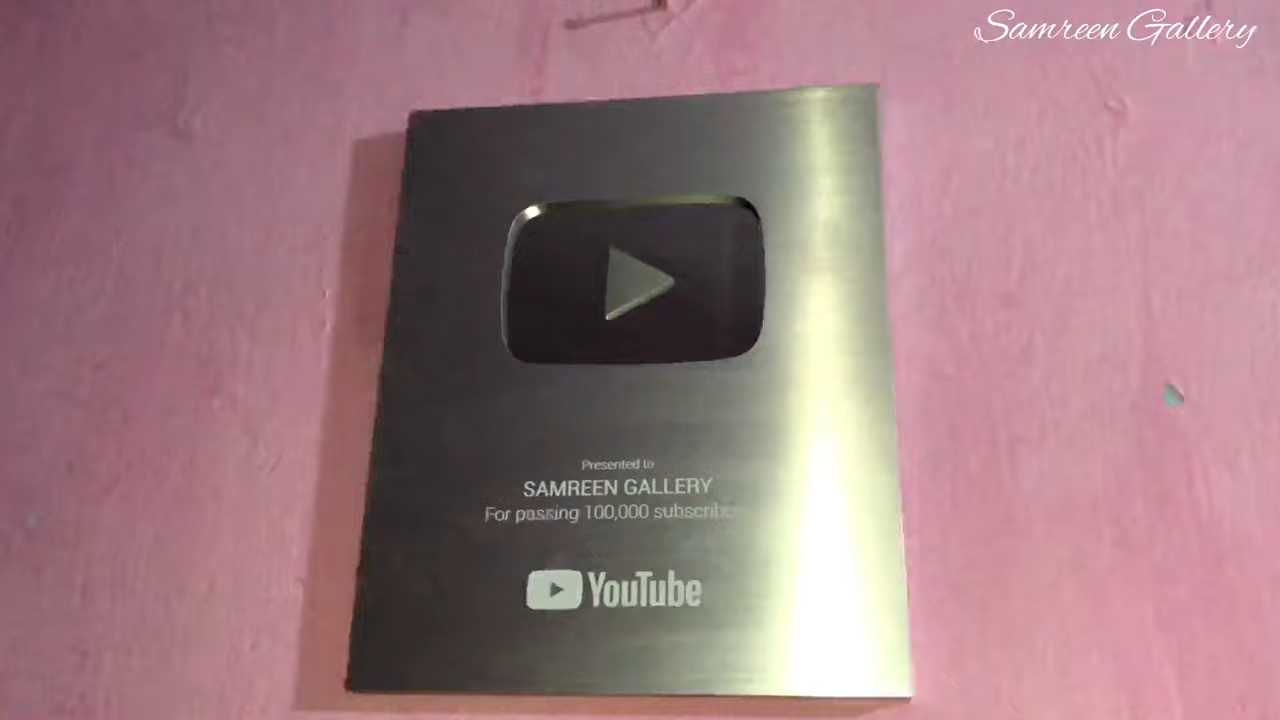 Samreen Gallery
Presented to
SAMREEN GALLERY
For passing 100,000
YouTube